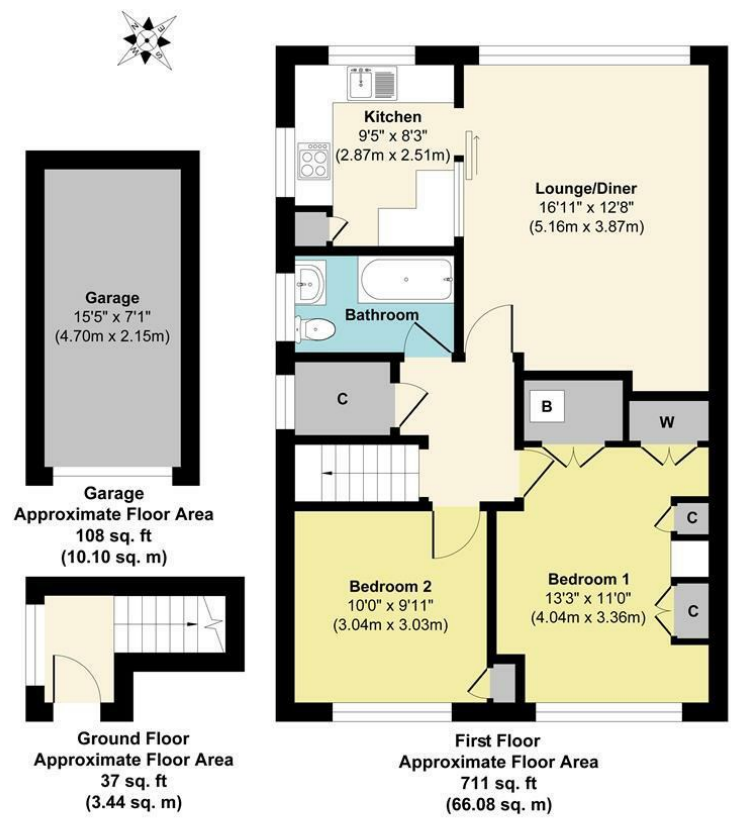 N
E
S
W
Kitchen
9'5" x 8'3"
(2.87m x 2.51m)
Lounge/Diner
16'11" x 12'8"
(5.16m x 3.87m)
Garage
15'5" x 7'1"
(4.70m x 2.15m)
Bathroom
C
B
W
C
C
Bedroom 1
13'3" x 11'0"
(4.04m x 3.36m)
Bedroom 2
10'0" x 9'11"
(3.04m x 3.03m)
Garage
Approximate Floor Area
108 sq. ft
(10.10 sq. m)
Ground Floor
Approximate Floor Area
37 sq. ft
(3.44 sq. m)
First Floor
Approximate Floor Area
711 sq. ft
(66.08 sq. m)